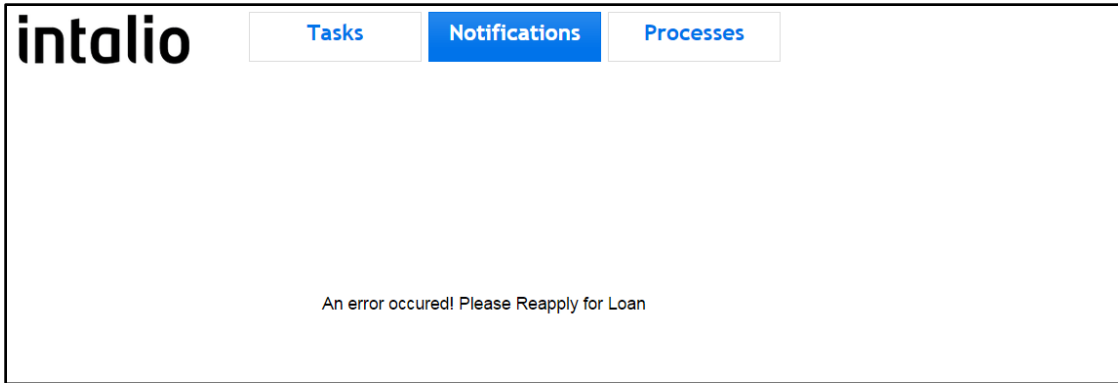 intalio
Tasks Notifications Processes
An error occured! Please Reapply for Loan